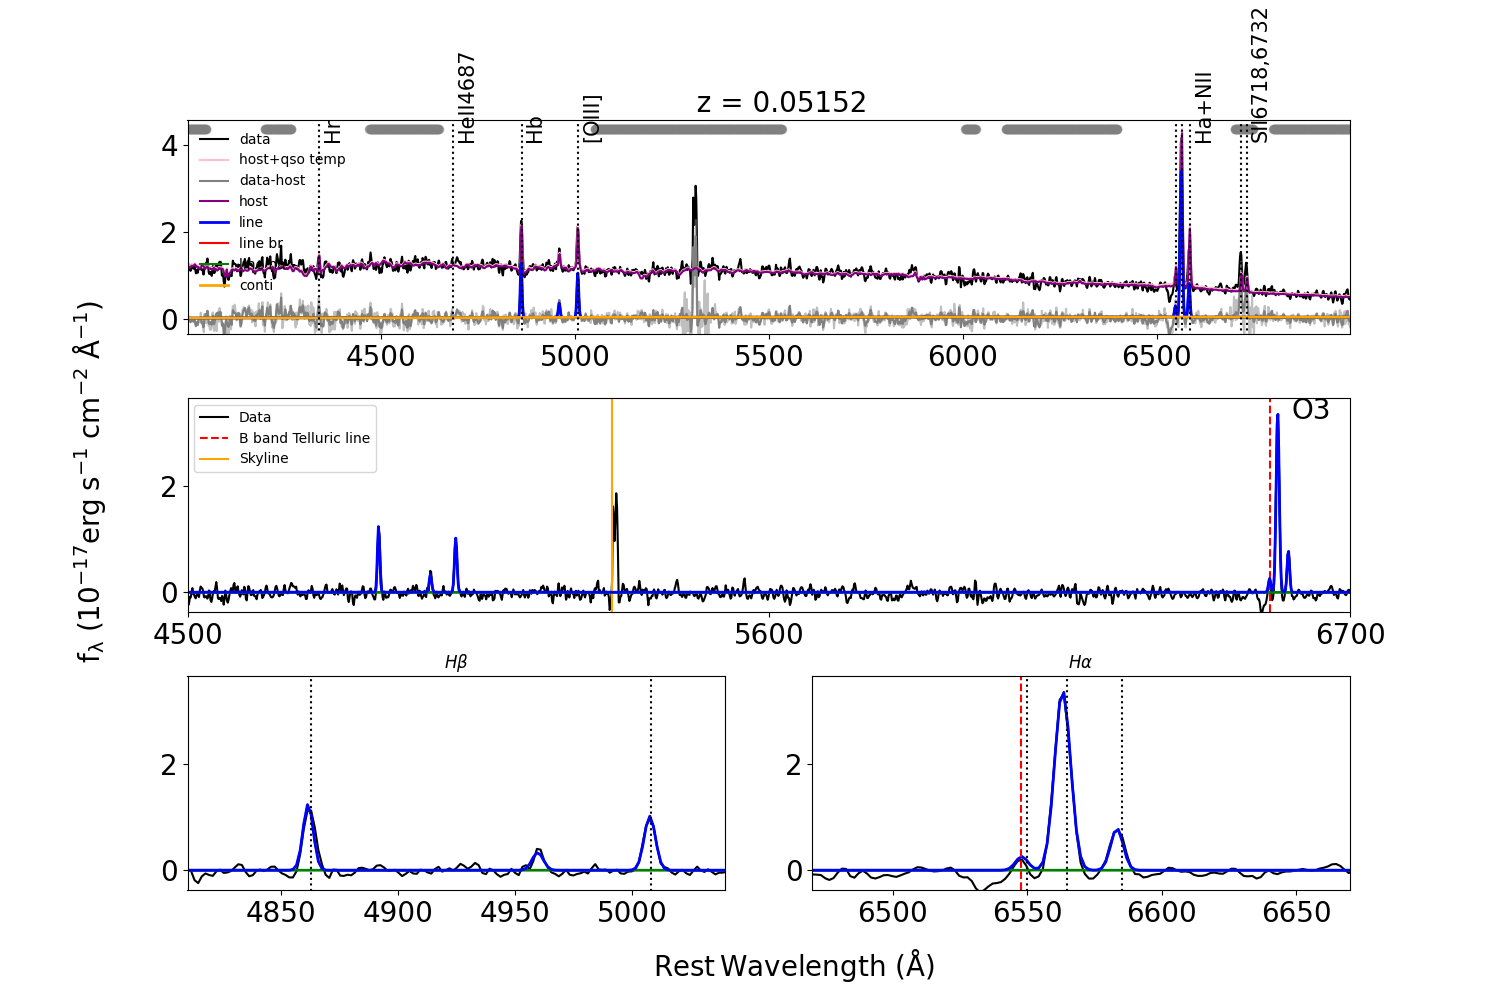 z = 0.05152
Hr
HeII4687
Hb
[OIII]
Ha+NII
SII6718,6732
data
host+qso temp
data-host
host
line
line br
conti
4
2
0
4500 5000 5500 6000 6500
Data
B band Telluric line
Skyline
O3
2
0
4500 5600 6700
fλ (10⁻¹⁷erg s⁻¹ cm⁻² Å⁻¹)
Hβ
2
0
4850 4900 4950 5000
Hα
2
0
6500 6550 6600 6650
Rest Wavelength (Å)